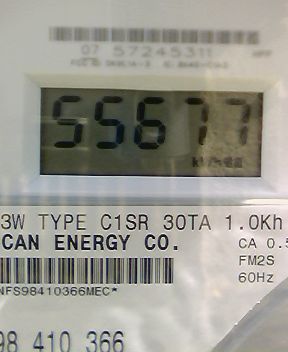 07 57245311
55677
kWh
3W TYPE C1SR 30TA 1.0Kh
CAN ENERGY CO.
CA 0.5
FM2S
60Hz
NFS98410366MEC*
98 410 366